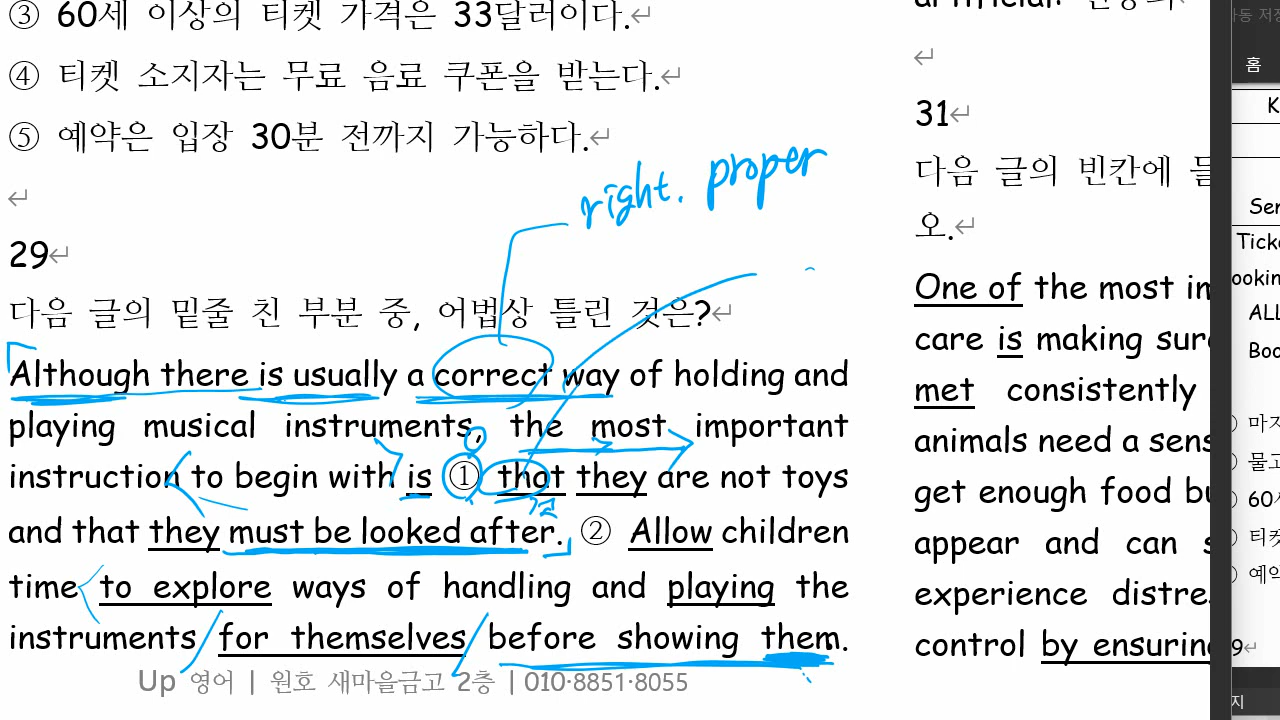 ③ 60세 이상의 티켓 가격은 33달러이다.↵
④ 티켓 소지자는 무료 음료 쿠폰을 받는다.↵
⑤ 예약은 입장 30분 전까지 가능하다.↵
↵
right. proper
29↵
다음 글의 밑줄 친 부분 중, 어법상 틀린 것은?↵
Although there is usually a correct way of holding and
playing musical instruments, the most important
instruction to begin with is ① that they are not toys
and that they must be looked after. ② Allow children
time to explore ways of handling and playing the
instruments for themselves before showing them.
Up 영어 | 원호 새마을금고 2층 | 010·8851·8055
↵
31↵
다음 글의 빈칸에
오.↵
One of the most
care is making
met consistently
animals need a
get enough food
appear and can
experience
control by ensuring
홈